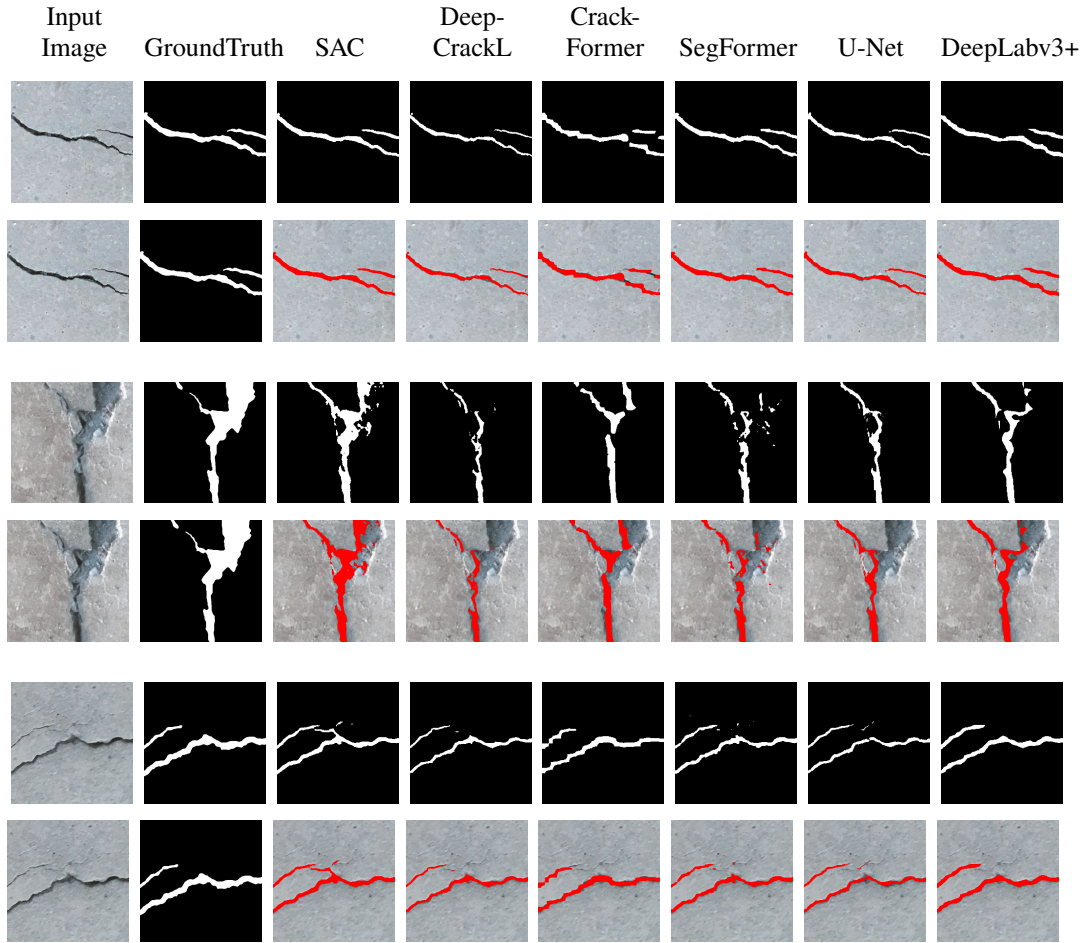 Input Image
GroundTruth
SAC
Deep-CrackL
Crack-Former
SegFormer
U-Net
DeepLabv3+